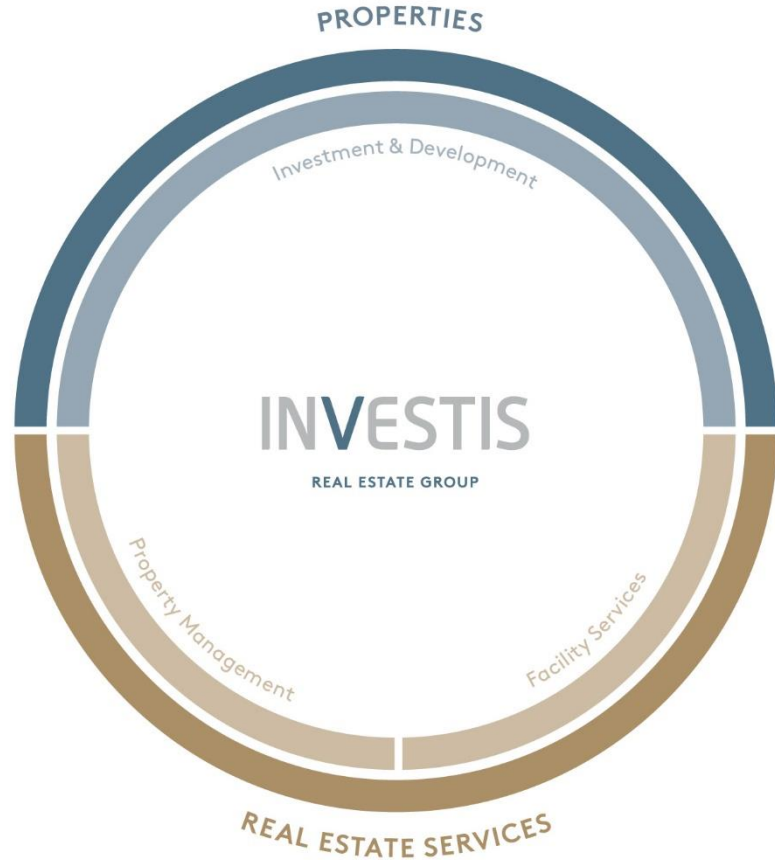 PROPERTIES
Investment & Development
INVESTIS
REAL ESTATE GROUP
Property Management
Facility Services
REAL ESTATE SERVICES